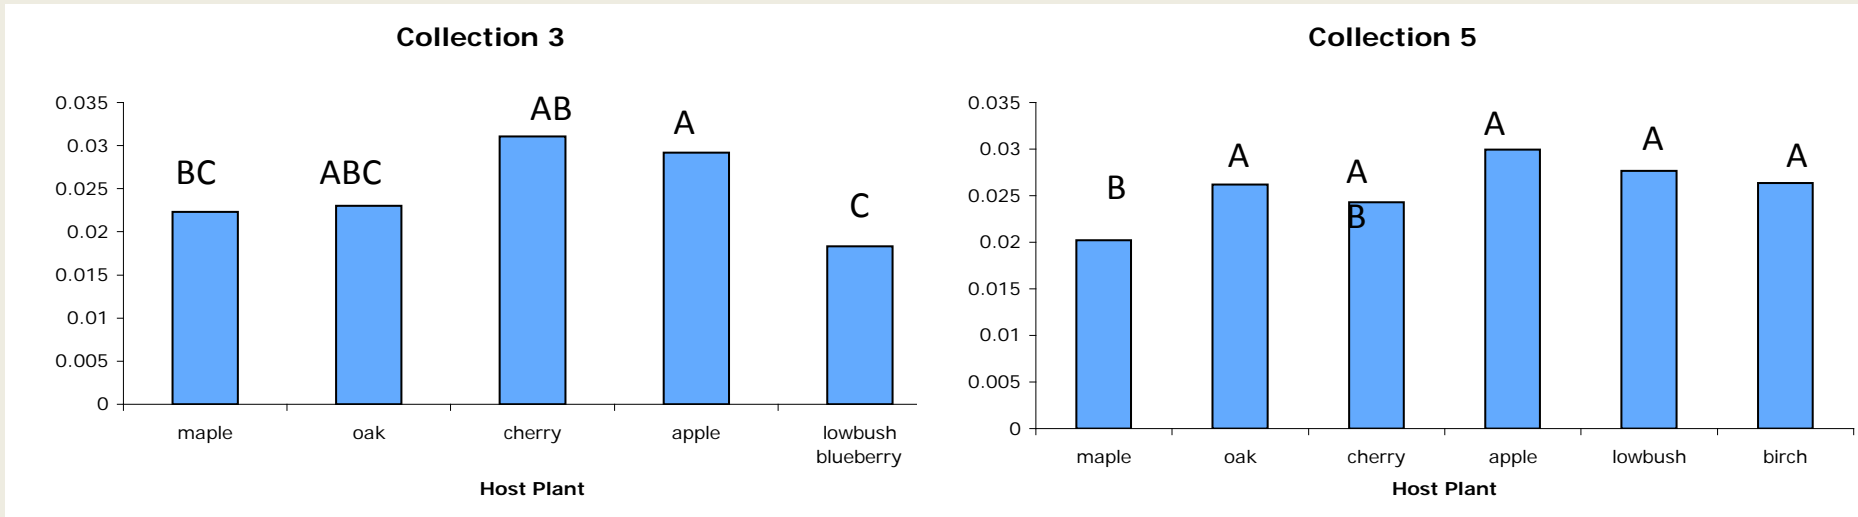 Collection 3
0.035
0.03
0.025
0.02
0.015
0.01
0.005
0
BC
ABC
AB
A
C
maple
oak
cherry
apple
lowbush
blueberry
Host Plant
Collection 5
0.035
0.03
0.025
0.02
0.015
0.01
0.005
0
B
A
A
B
A
A
A
maple
oak
cherry
apple
lowbush
birch
Host Plant